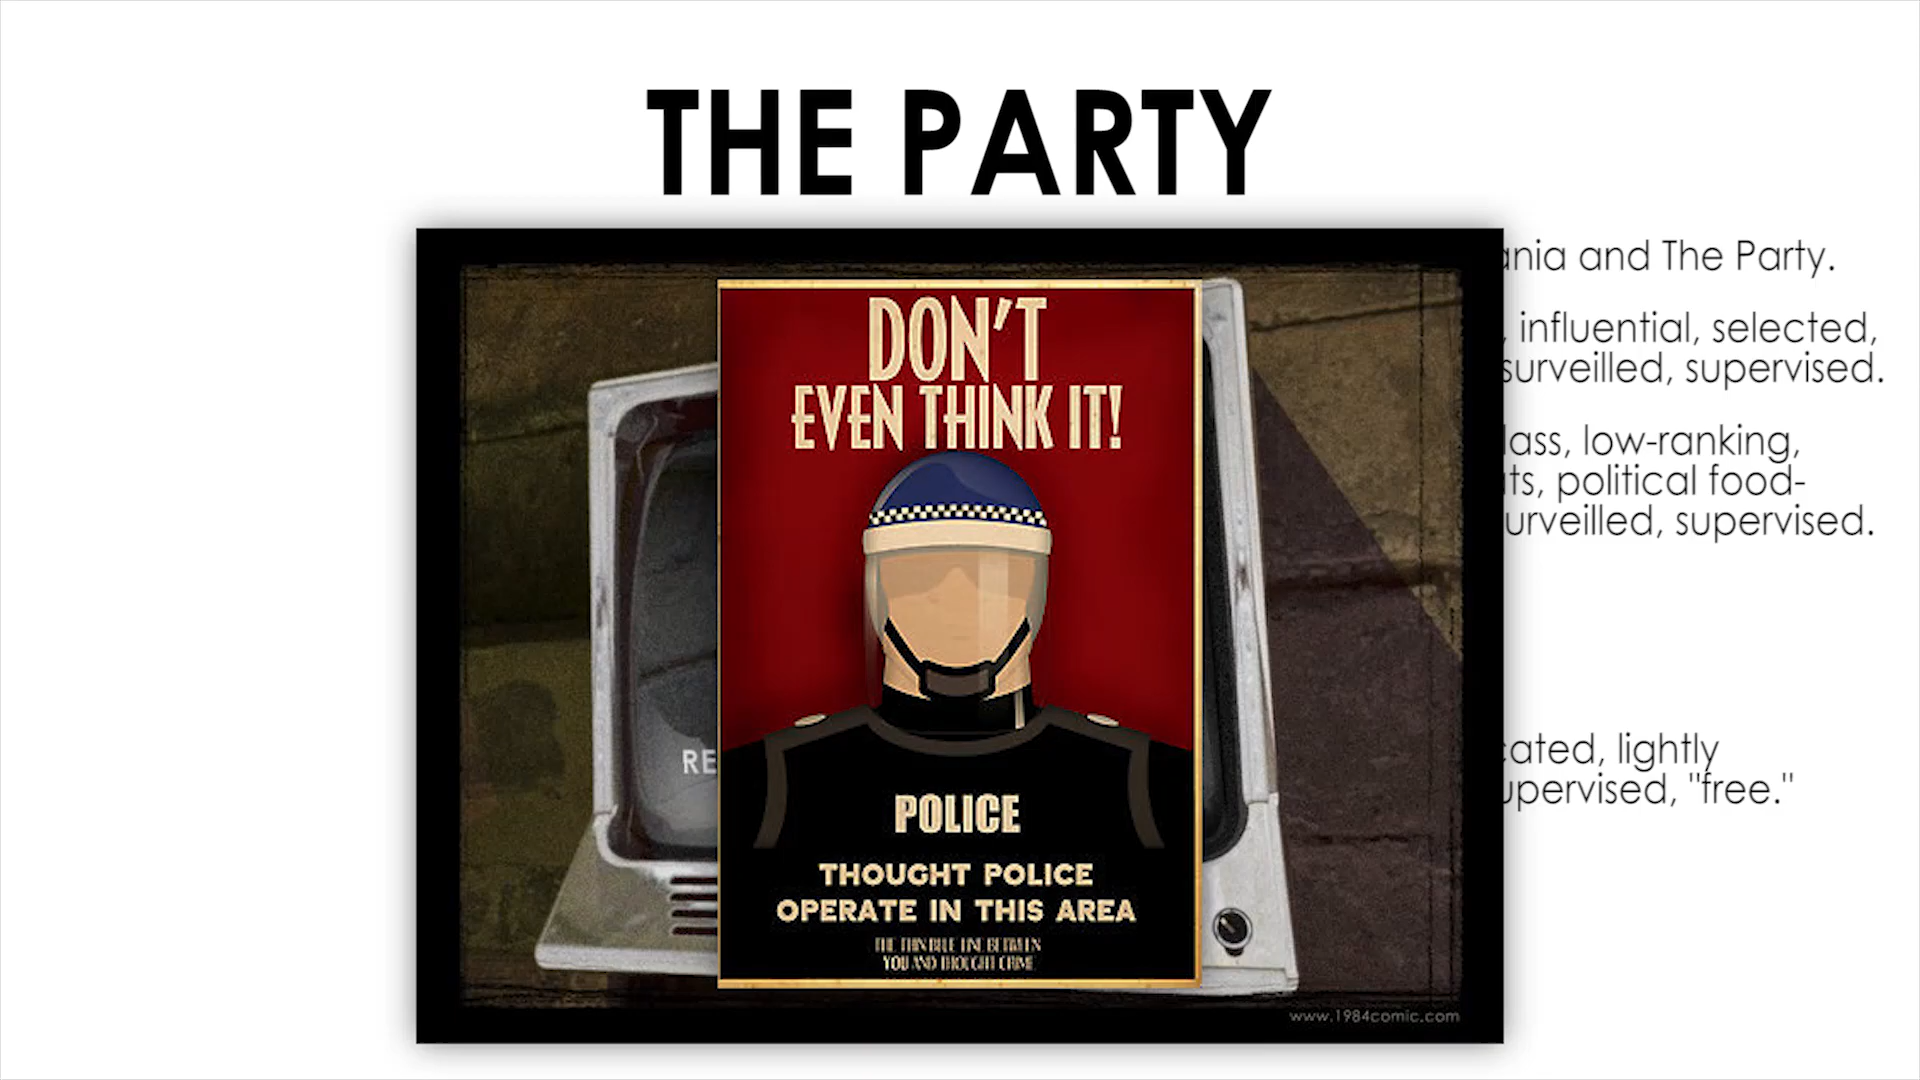 THE PARTY
ania and The Party.
, influential, selected,
surveilled, supervised.
lass, low-ranking,
ts, political food-
urveilled, supervised.
cated, lightly
upervised, "free."
DON'T
EVEN THINK IT!
RE
POLICE
THOUGHT POLICE
OPERATE IN THIS AREA
THE THIN BLUE LINE BETWEEN
YOU AND THOUGHT CRIME
www.1984comic.com